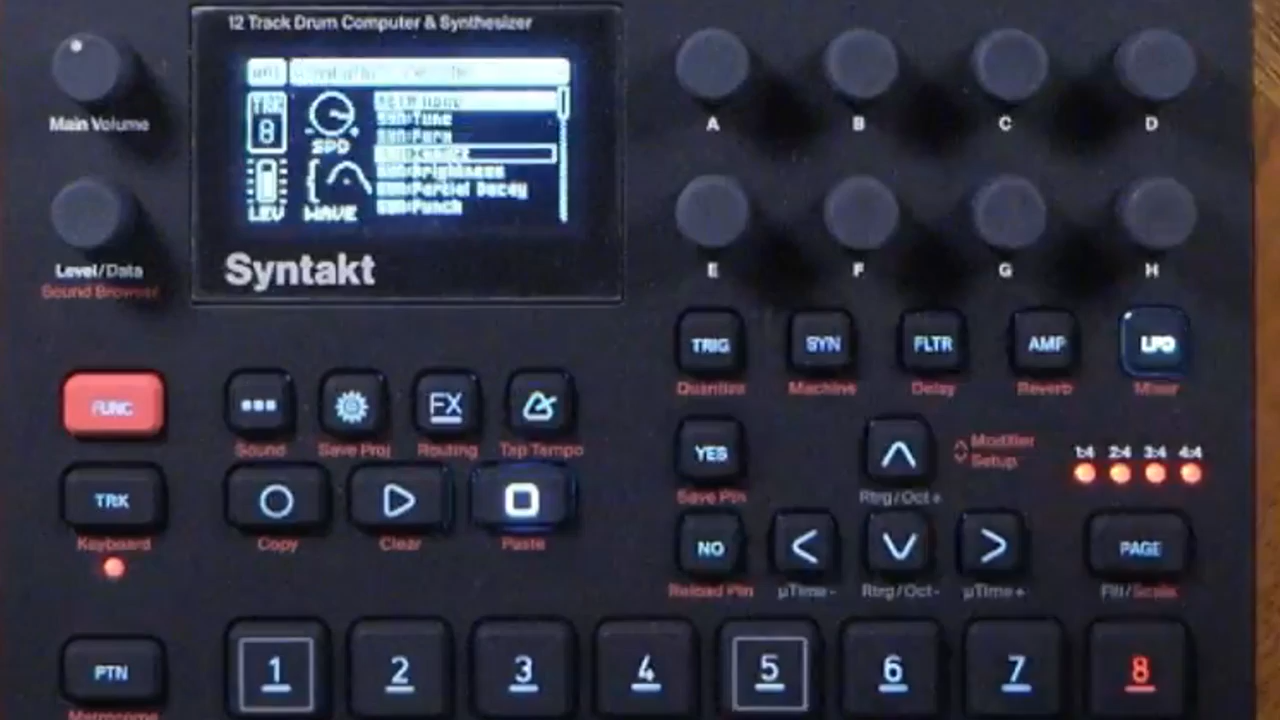 12 Track Drum Computer & Synthesizer
Main Volume
A
B
C
D
TRK
8
SPD
SYN:Tune
LEV
WAVE
SYN:Brightness
SYN:Partial Decay
SYN:Punch
Level/Data
Sound Browser
Syntakt
E
F
G
H
TRIG
SYN
FLTR
AMP
LFO
Quantize
Machine
Delay
Reverb
Mixer
FUNC
FX
Sound
Save Proj
Routing
Tap Tempo
YES
Save Ptn
Modifier
Setup
Rtrg/Oct+
1:4
2:4
3:4
4:4
TRK
Keyboard
Copy
Clear
Paste
NO
Reload Ptn
µTime-
Rtrg/Oct-
µTime+
PAGE
Fill/Scale
PTN
Metronome
1
2
3
4
5
6
7
8